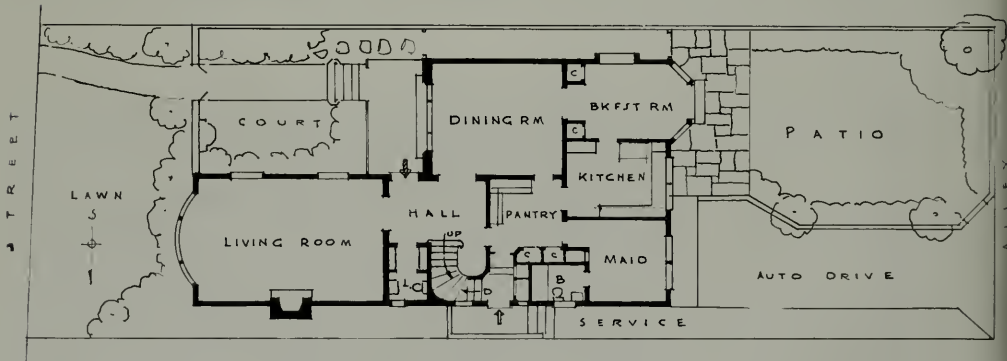 STREET
LAWN
S
COURT
LIVING ROOM
HALL
UP
L
D
DINING RM
PANTRY
C
C
BKFST RM
KITCHEN
C
C
B
MAID
PATIO
AUTO DRIVE
SERVICE